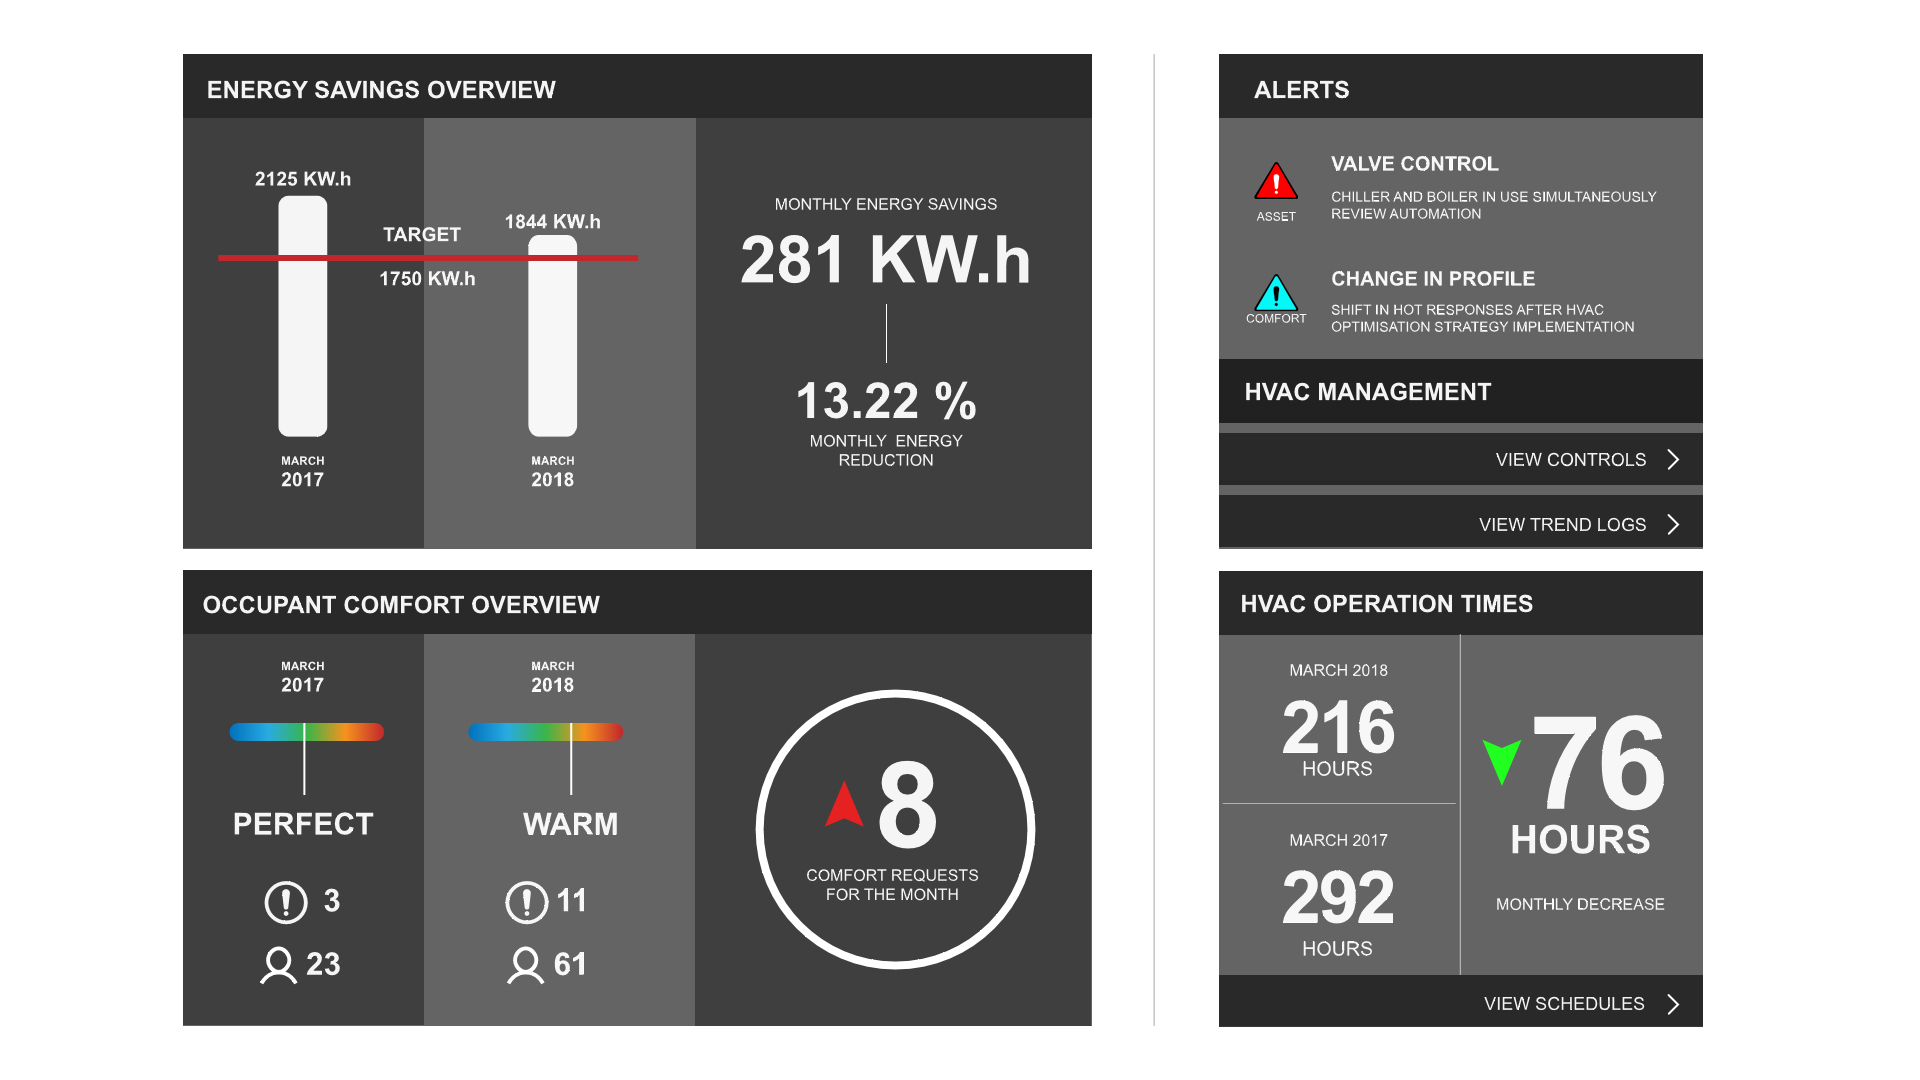 ENERGY SAVINGS OVERVIEW
2125 KW.h
TARGET
1750 KW.h
1844 KW.h
MARCH
2017
MARCH
2018
MONTHLY ENERGY SAVINGS
281 KW.h
13.22 %
MONTHLY ENERGY
REDUCTION
ALERTS
ASSET
VALVE CONTROL
CHILLER AND BOILER IN USE SIMULTANEOUSLY
REVIEW AUTOMATION
COMFORT
CHANGE IN PROFILE
SHIFT IN HOT RESPONSES AFTER HVAC
OPTIMISATION STRATEGY IMPLEMENTATION
HVAC MANAGEMENT
VIEW CONTROLS
VIEW TREND LOGS
OCCUPANT COMFORT OVERVIEW
MARCH
2017
PERFECT
3
23
MARCH
2018
WARM
11
61
8
COMFORT REQUESTS
FOR THE MONTH
HVAC OPERATION TIMES
MARCH 2018
216
HOURS
MARCH 2017
292
HOURS
76
HOURS
MONTHLY DECREASE
VIEW SCHEDULES